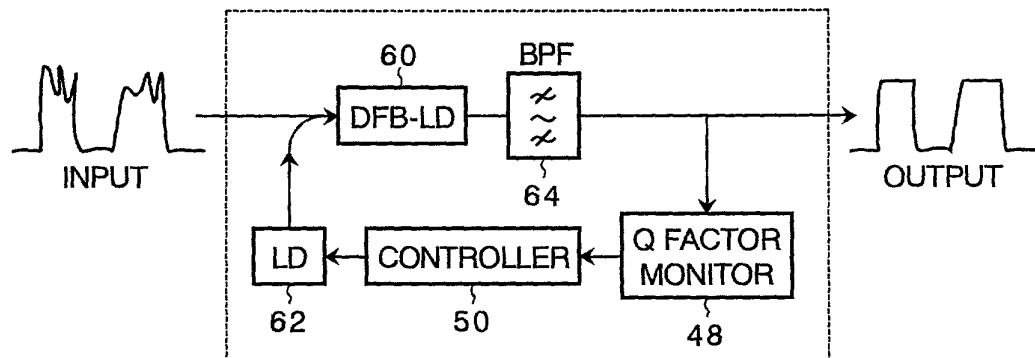 60
BPF
DFB-LD
INPUT
OUTPUT
64
LD
CONTROLLER
Q FACTOR
MONITOR
62
50
48